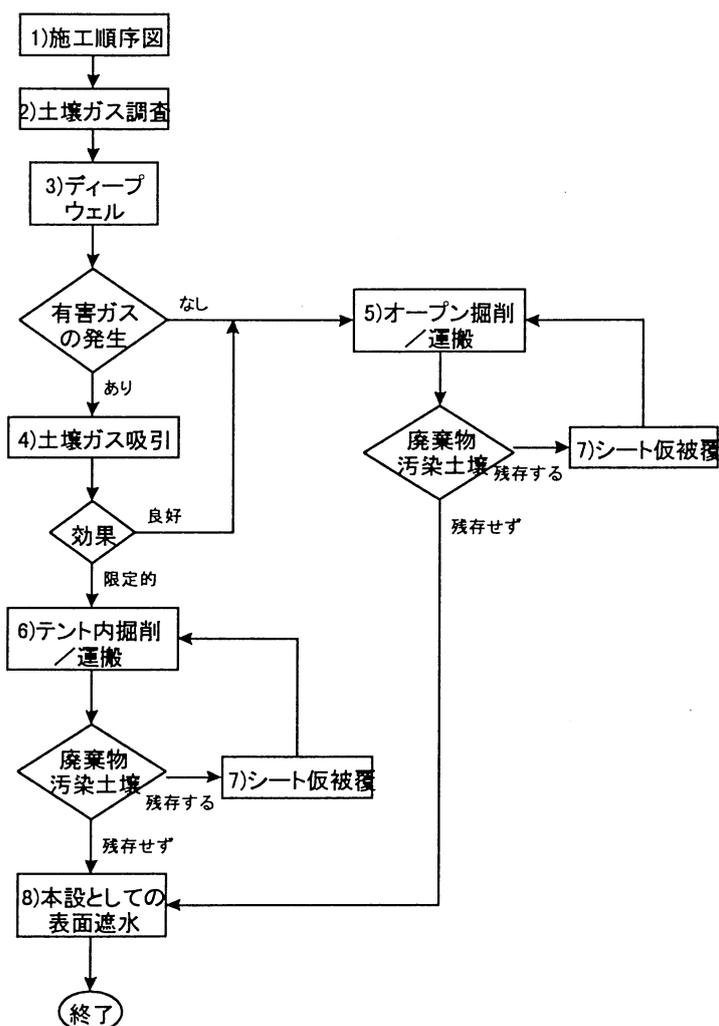 1)施工順序図
2)土壌ガス調査
3)ディープ
ウェル
有害ガス
の発生
なし
あり
4)土壌ガス吸引
効果
良好
限定的
5)オープン掘削
／運搬
廃棄物
汚染土壌
残存する
7)シート仮被覆
残存せず
6)テント内掘削
／運搬
廃棄物
汚染土壌
残存する
7)シート仮被覆
残存せず
8)本設としての
表面遮水
終了